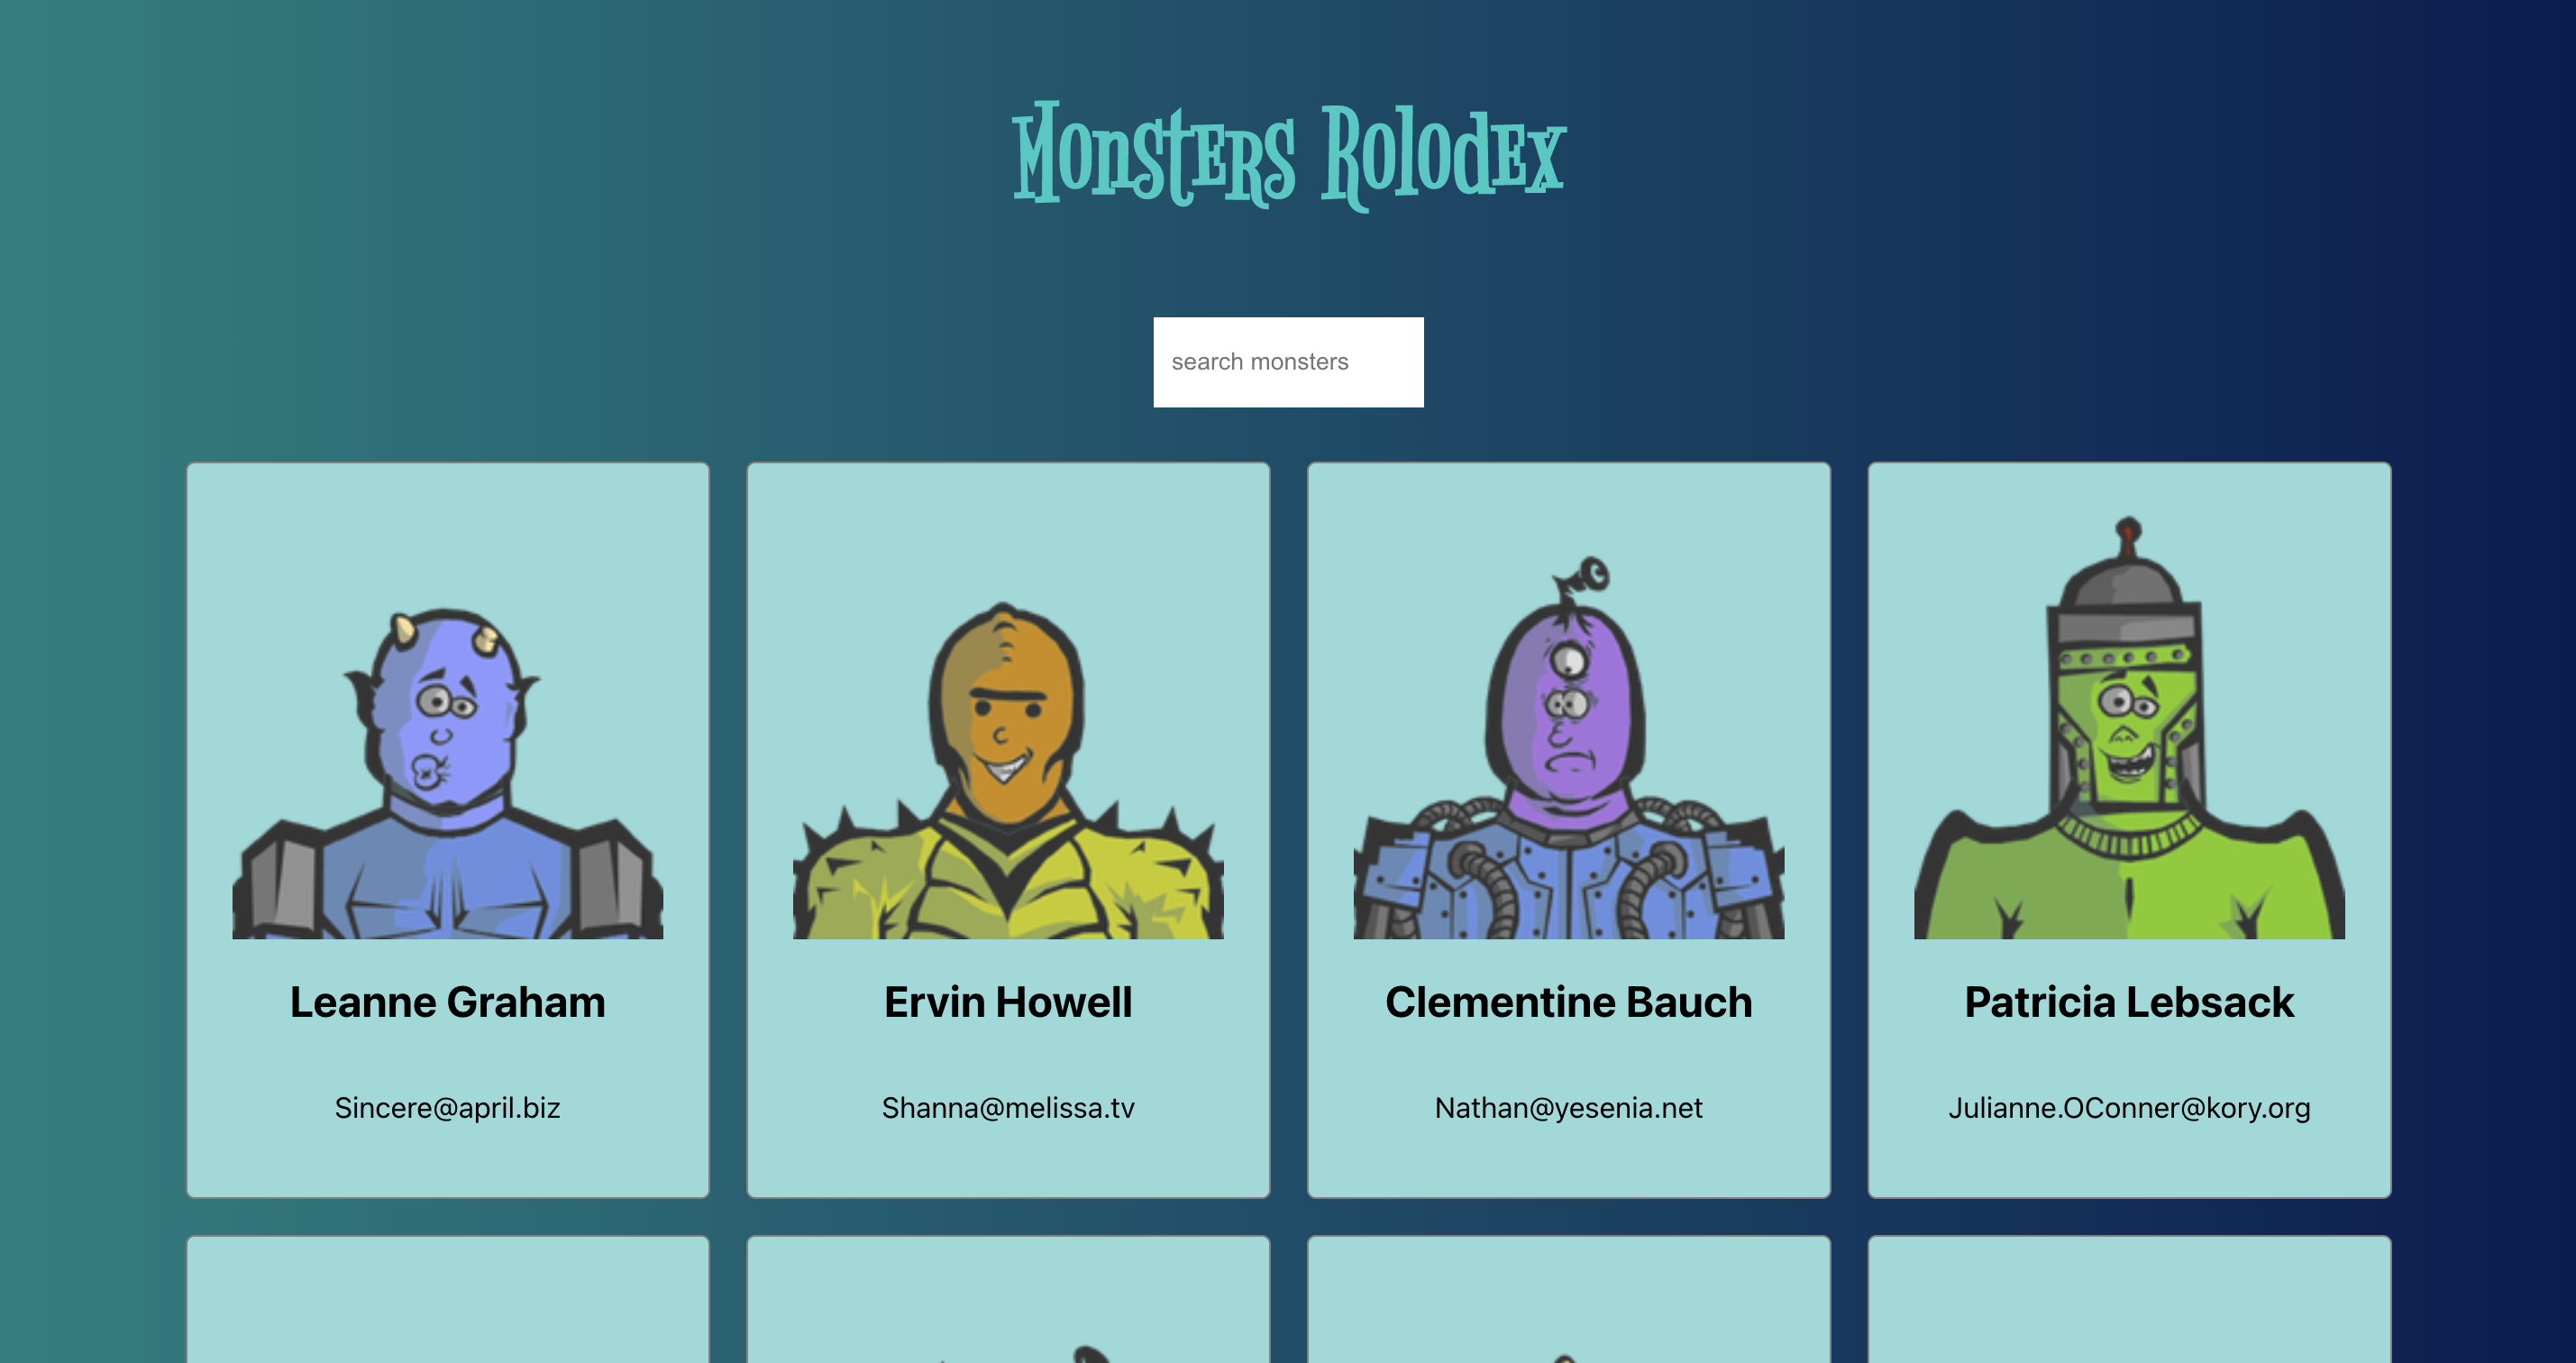 Monsters Rolodex
search monsters
Leanne Graham
Ervin Howell
Clementine Bauch
Patricia Lebsack
Sincere@april.biz
Shanna@melissa.tv
Nathan@yesenia.net
Julianne.OConner@kory.org